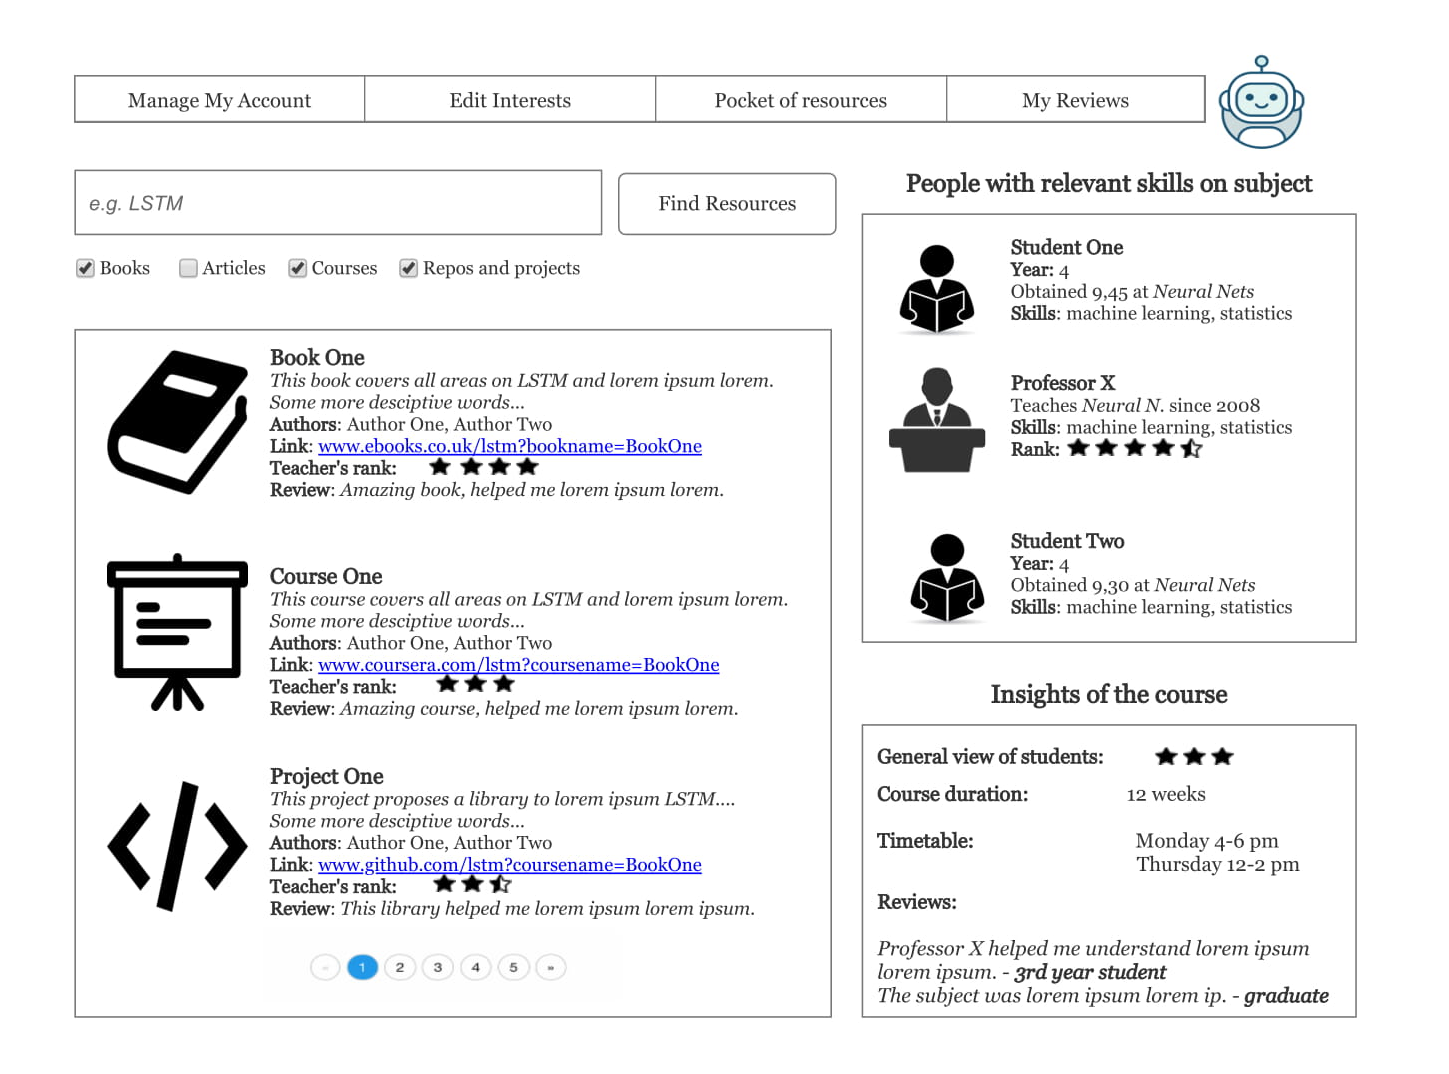 Manage My Account
Edit Interests
Pocket of resources
My Reviews
e.g. LSTM
Find Resources
Books
Articles
Courses
Repos and projects
Book One
This book covers all areas on LSTM and lorem ipsum lorem.
Some more desciptive words...
Authors: Author One, Author Two
Link: www.ebooks.co.uk/lstm?bookname=BookOne
Teacher's rank:
Review: Amazing book, helped me lorem ipsum lorem.
Course One
This course covers all areas on LSTM and lorem ipsum lorem.
Some more desciptive words...
Authors: Author One, Author Two
Link: www.coursera.com/lstm?coursename=BookOne
Teacher's rank:
Review: Amazing course, helped me lorem ipsum lorem.
Project One
This project proposes a library to lorem ipsum LSTM....
Some more desciptive words...
Authors: Author One, Author Two
Link: www.github.com/lstm?coursename=BookOne
Teacher's rank:
Review: This library helped me lorem ipsum lorem ipsum.
« 1 2 3 4 5 »
People with relevant skills on subject
Student One
Year: 4
Obtained 9,45 at Neural Nets
Skills: machine learning, statistics
Professor X
Teaches Neural N. since 2008
Skills: machine learning, statistics
Rank:
Student Two
Year: 4
Obtained 9,30 at Neural Nets
Skills: machine learning, statistics
Insights of the course
General view of students:
Course duration: 12 weeks
Timetable: Monday 4-6 pm
Thursday 12-2 pm
Reviews:
Professor X helped me understand lorem ipsum
lorem ipsum. - 3rd year student
The subject was lorem ipsum lorem ip. - graduate